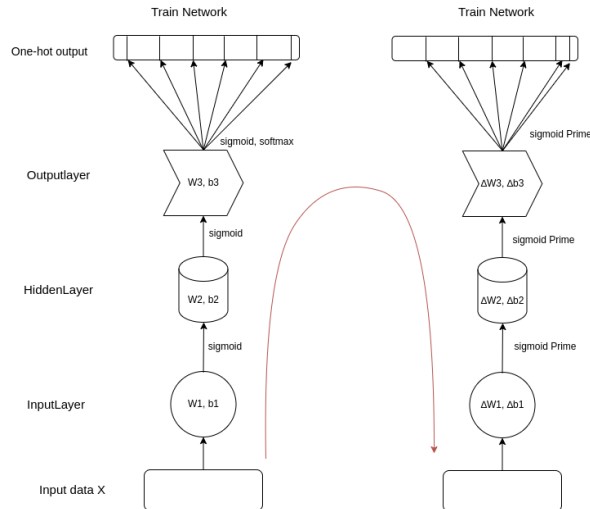 Train Network
Train Network
One-hot output
sigmoid, softmax
sigmoid Prime
Outputlayer
W3, b3
ΔW3, Δb3
sigmoid
sigmoid Prime
HiddenLayer
W2, b2
ΔW2, Δb2
sigmoid
sigmoid Prime
InputLayer
W1, b1
ΔW1, Δb1
Input data X